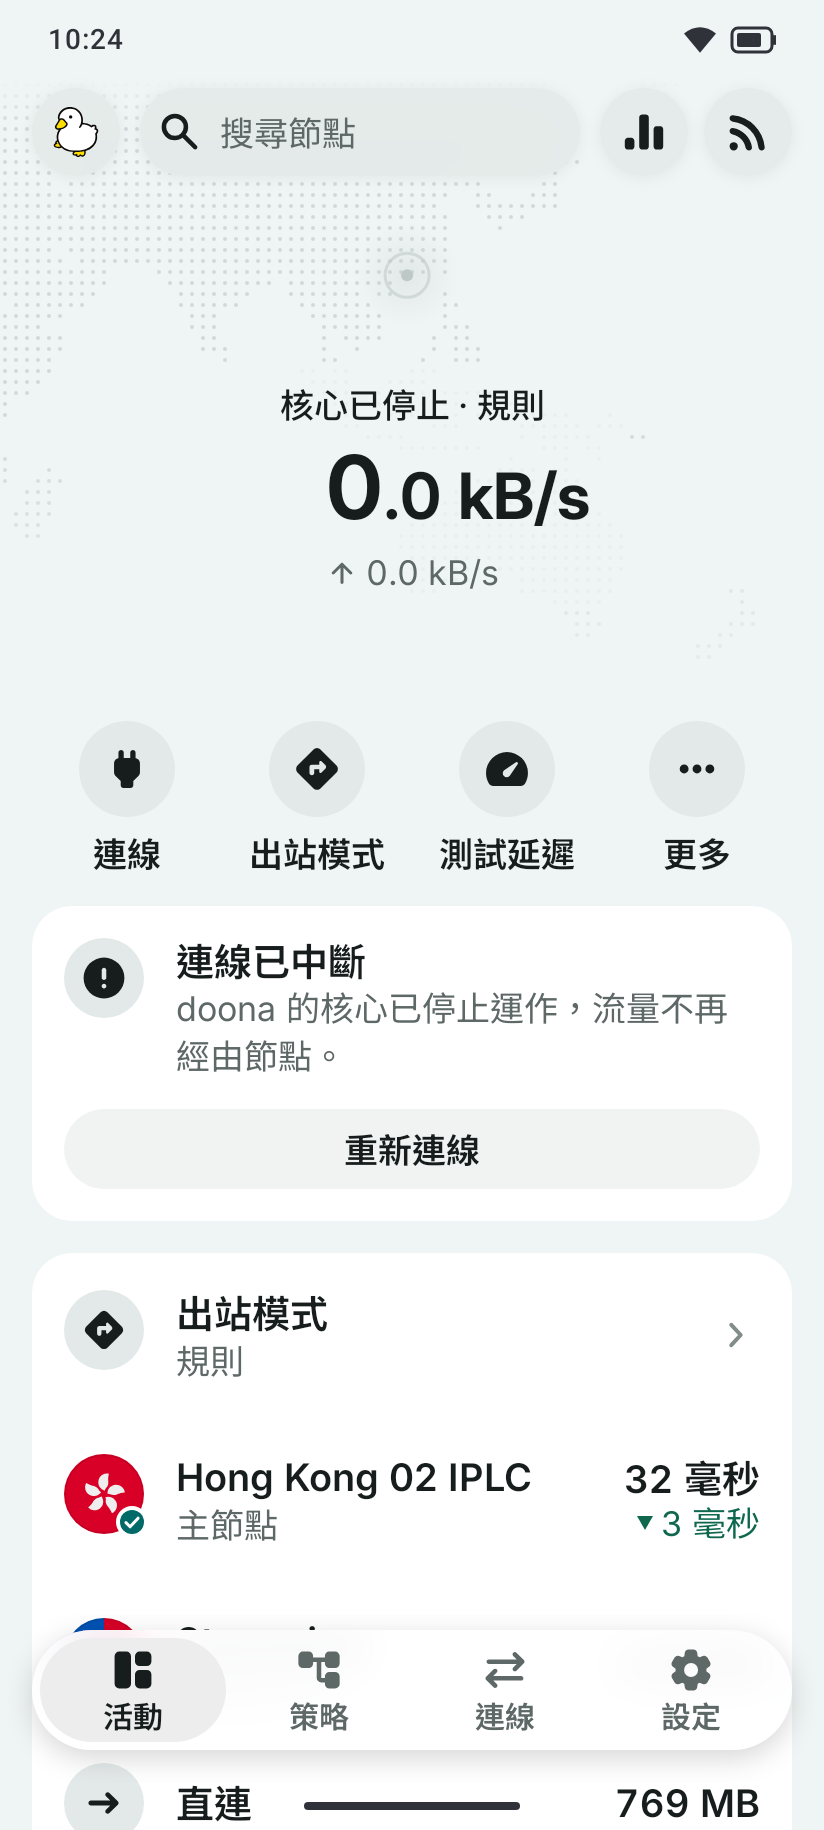 10:24
搜尋節點
核心已停止 · 規則
0.0 kB/s
↑ 0.0 kB/s
連線
出站模式
測試延遲
更多
連線已中斷
doona 的核心已停止運作，流量不再
經由節點。
重新連線
出站模式
規則
Hong Kong 02 IPLC
32 毫秒
主節點
▼3 毫秒
活動
策略
連線
設定
直連
769 MB